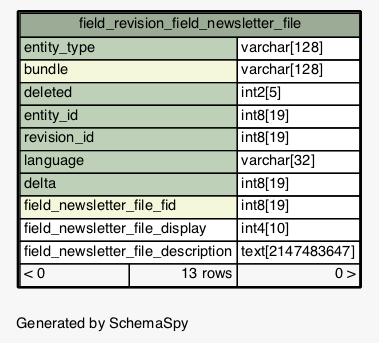 field_revision_field_newsletter_file
entity_type varchar[128]
bundle varchar[128]
deleted int2[5]
entity_id int8[19]
revision_id int8[19]
language varchar[32]
delta int8[19]
field_newsletter_file_fid int8[19]
field_newsletter_file_display int4[10]
field_newsletter_file_description text[2147483647]
< 0 13 rows 0 >
Generated by SchemaSpy